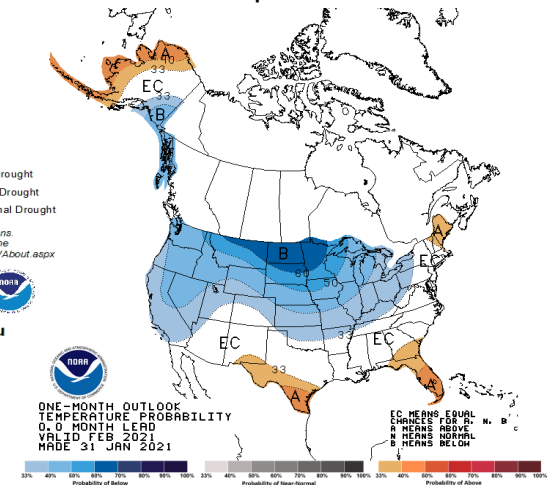 A
40
33
EC
33
B
rought
Drought
nal Drought
ns.
ne
/About.aspx
NOAA
u
A
B
60
50
EC
33
EC
EC
33
A
A
NOAA
ONE-MONTH OUTLOOK
TEMPERATURE PROBABILITY
0.0 MONTH LEAD
VALID FEB 2021
MADE 31 JAN 2021
EC MEANS EQUAL
CHANCES FOR A, N, B
A MEANS ABOVE
N MEANS NORMAL
B MEANS BELOW
33% 40% 50% 60% 70% 80% 90% 100%
Probability of Below
33% 40% 50% 60% 70% 80% 90% 100%
Probability of Near-Normal
33% 40% 50% 60% 70% 80% 90% 100%
Probability of Above